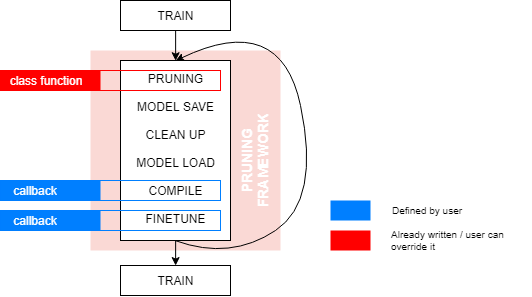 TRAIN
class function
PRUNING
MODEL SAVE
CLEAN UP
MODEL LOAD
callback
COMPILE
callback
FINETUNE
PRUNING
FRAMEWORK
TRAIN
Defined by user
Already written / user can
override it